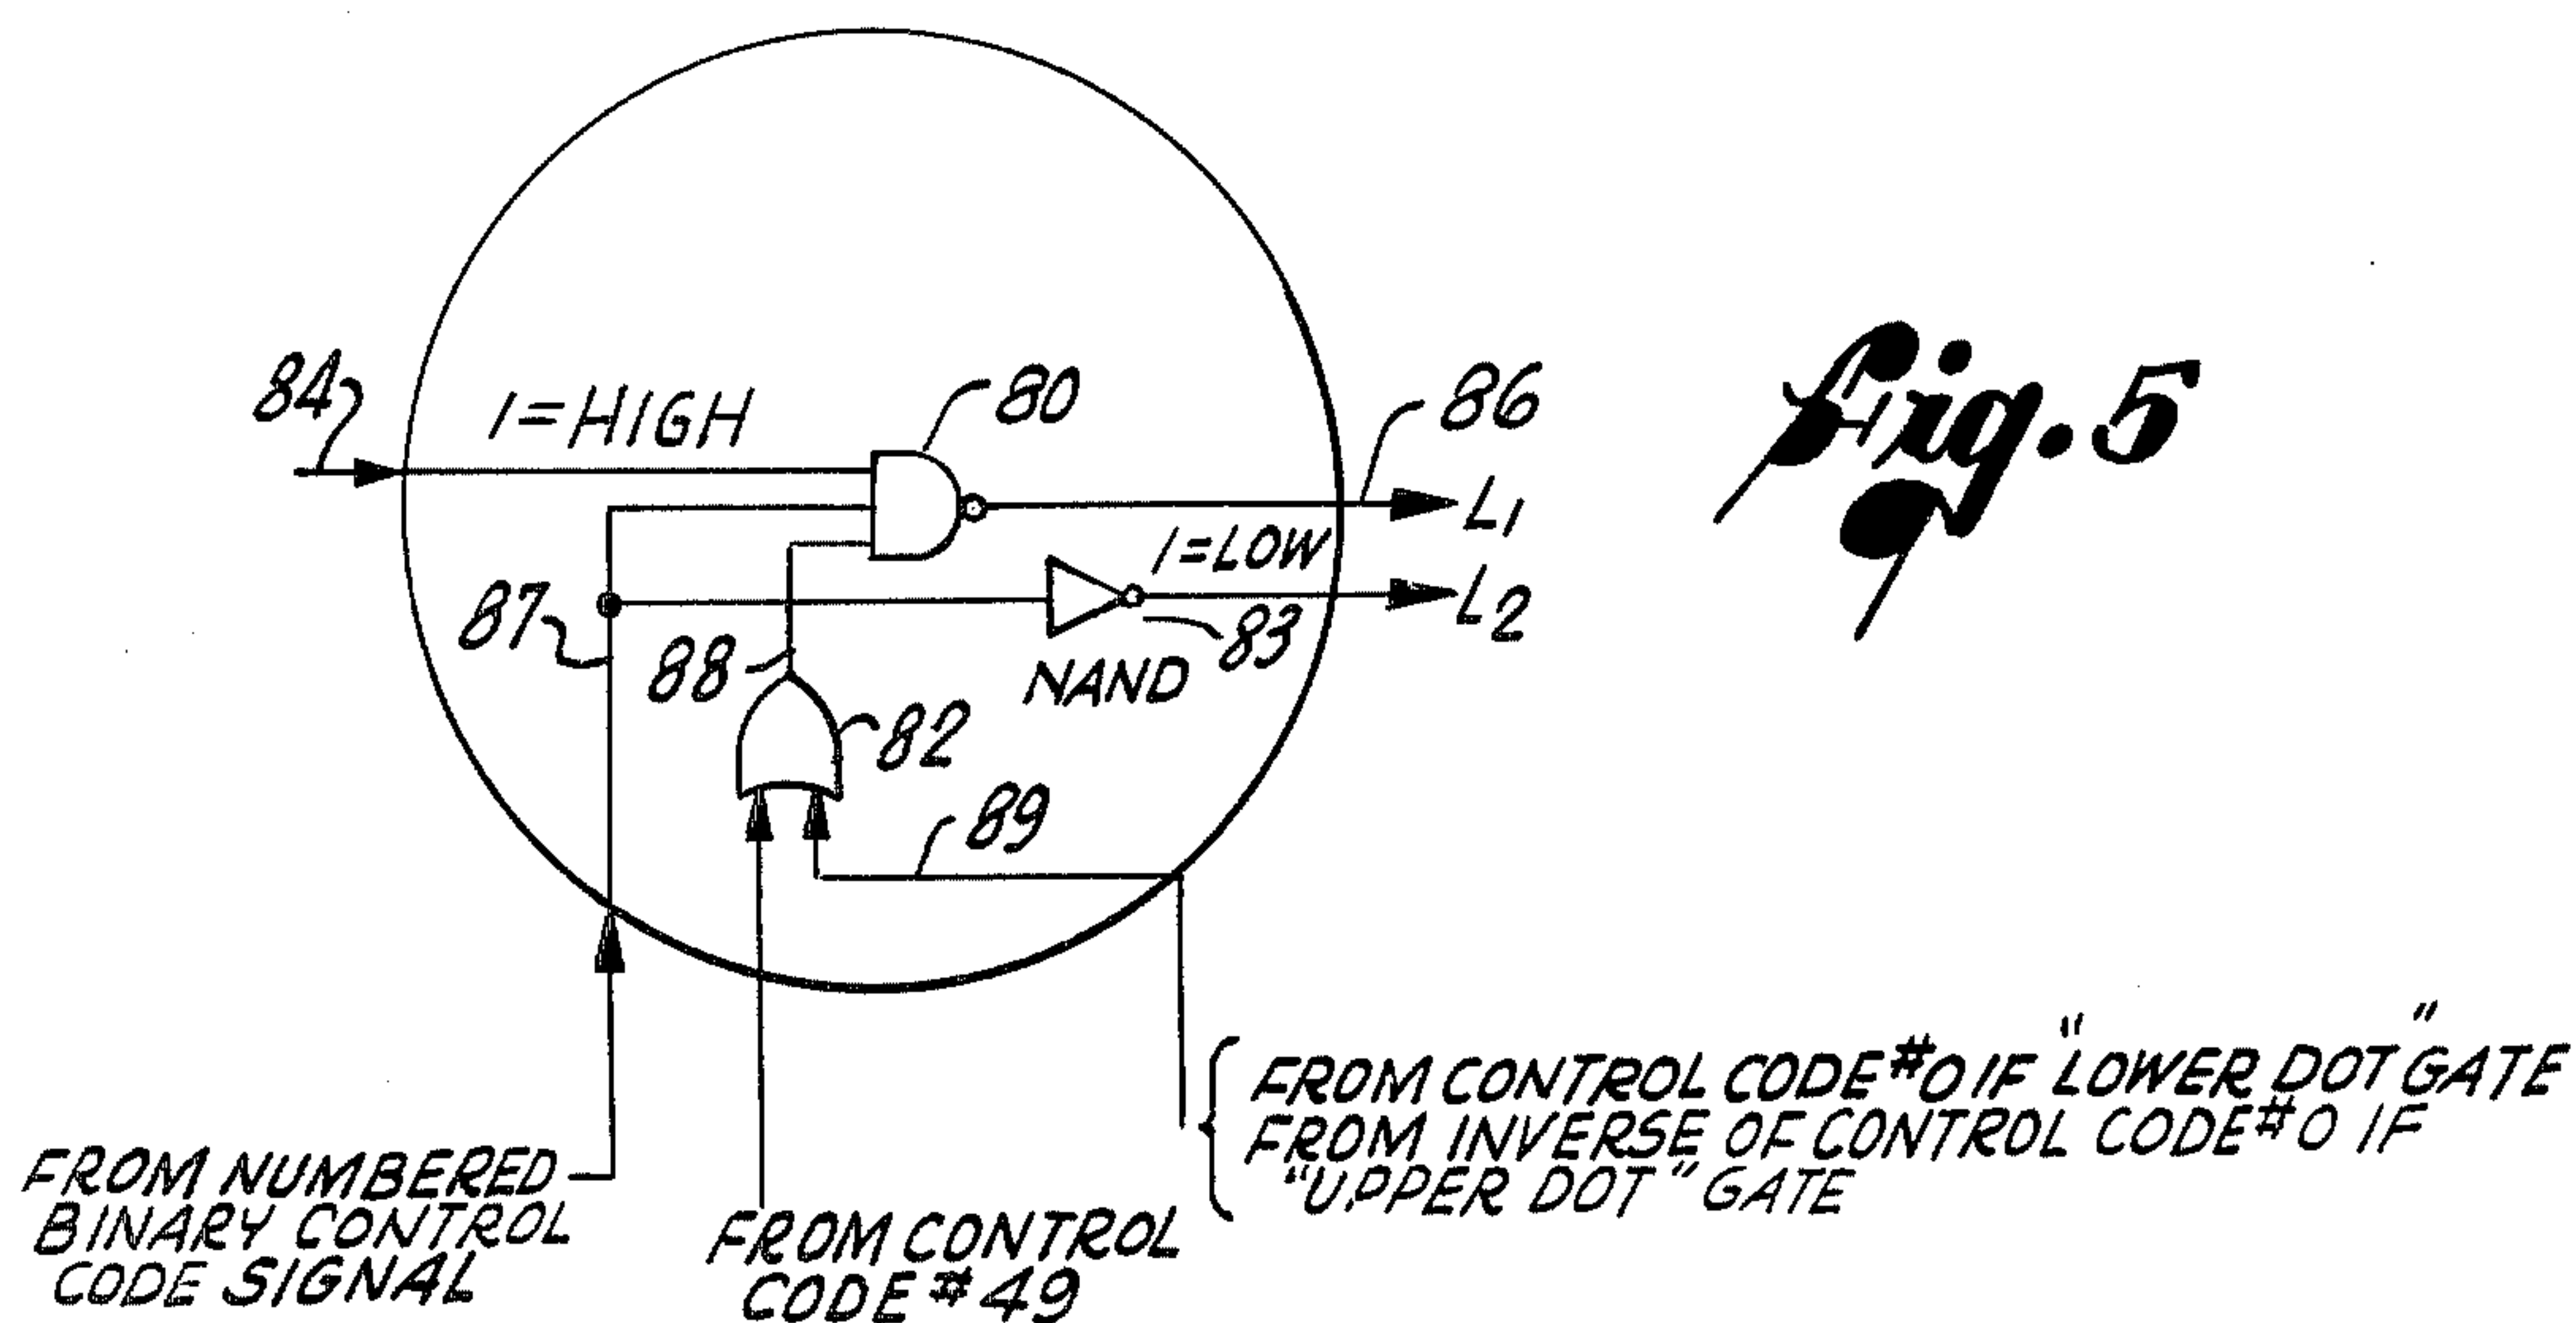 84
1=HIGH
80
86
L1
Fig. 5
1=LOW
L2
87
88
83
NAND
82
89
FROM CONTROL CODE #0 IF "LOWER DOT" GATE
FROM INVERSE OF CONTROL CODE #0 IF
"UPPER DOT" GATE
FROM NUMBERED
BINARY CONTROL
CODE SIGNAL
FROM CONTROL
CODE #49